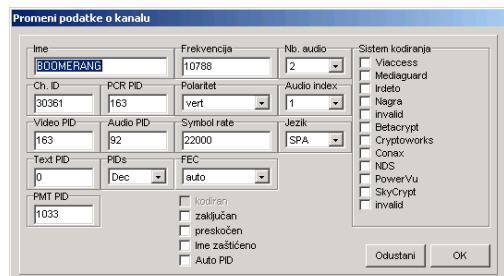 Promeni podatke o kanalu
Ime
BOOMERANG
Frekvencija
10788
Nb. audio
2
Ch. ID
30361
PCR PID
163
Polaritet
vert
Audio index
1
Video PID
163
Audio PID
92
Symbol rate
22000
Jezik
SPA
Text PID
0
PIDs
Dec
FEC
auto
PMT PID
1033
kodiran
zaključan
preskočen
Ime zaštićeno
Auto PID
Sistem kodiranja
Viaccess
Mediaguard
Irdeto
Nagra
invalid
Betacrypt
Cryptoworks
Conax
NDS
PowerVu
SkyCrypt
invalid
Odustani
OK